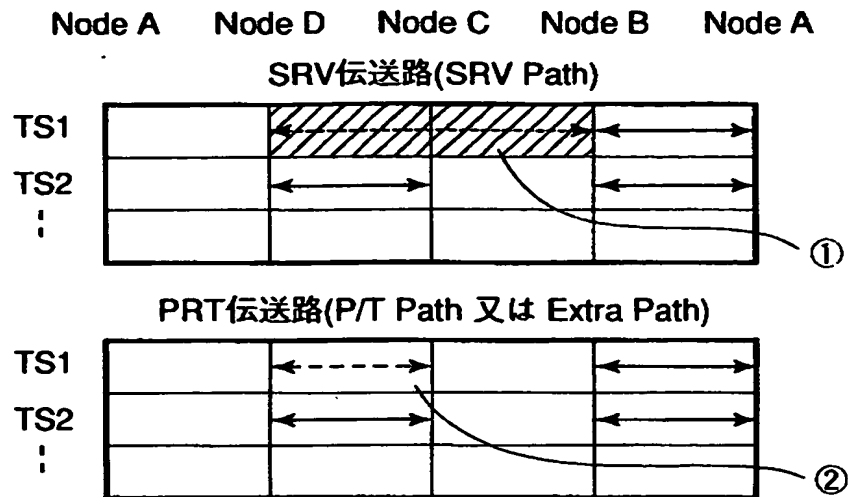 Node A Node D Node C Node B Node A
SRV伝送路(SRV Path)
TS1
TS2
①
PRT伝送路(P/T Path 又は Extra Path)
TS1
TS2
②